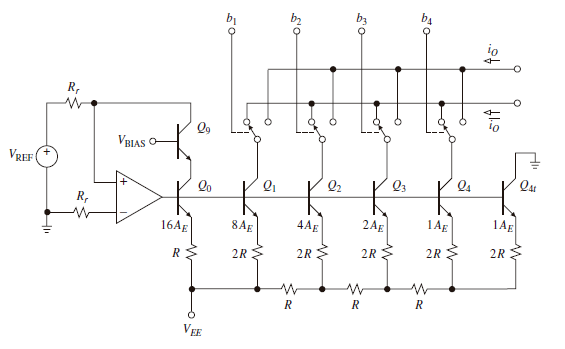 b1 b2 b3 b4
iO
Rr
Q9
iO
VBIAS
VREF
+
+
−
Rr
Q0 Q1 Q2 Q3 Q4 Q4t
16AE 8AE 4AE 2AE 1AE 1AE
R 2R 2R 2R 2R 2R
R R R
VEE